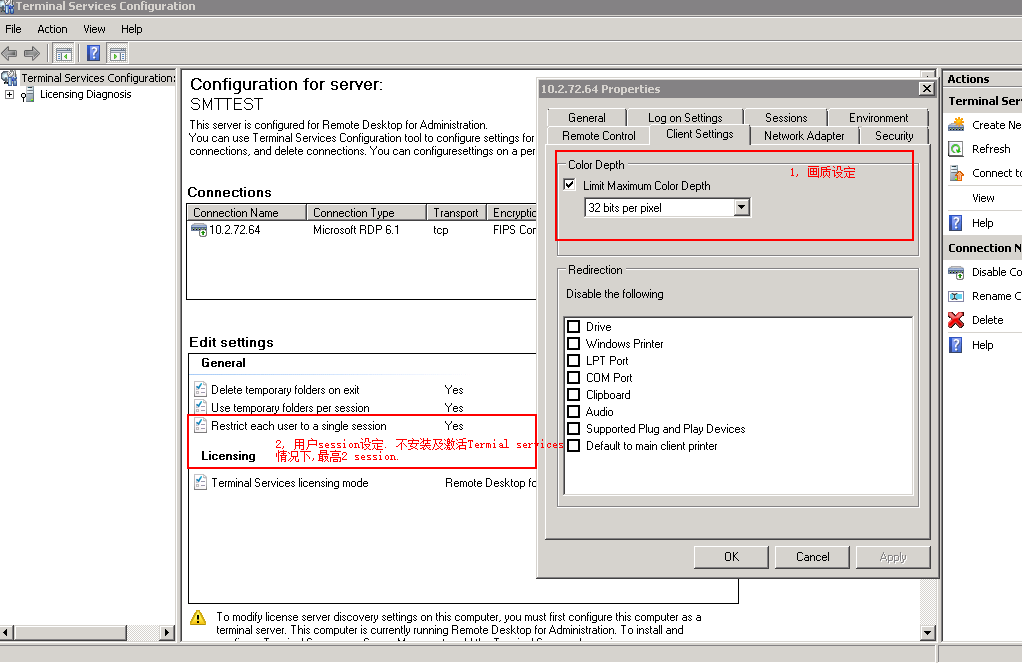 Terminal Services Configuration
File Action View Help
Terminal Services Configuration:
Licensing Diagnosis
Configuration for server:
SMTTEST
This server is configured for Remote Desktop for Administration.
You can use Terminal Services Configuration tool to configure settings for
connections, and delete connections. You can configuresettings on a per
Connections
Connection Name Connection Type Transport Encryptic
10.2.72.64 Microsoft RDP 6.1 tcp FIPS Cor
Edit settings
General
Delete temporary folders on exit Yes
Use temporary folders per session Yes
Restrict each user to a single session Yes
2, 用户session设定. 不安装及激活Termial services
Licensing 情况下,最高2 session.
Terminal Services licensing mode Remote Desktop fo
To modify license server discovery settings on this computer, you must first configure this computer as a
terminal server. This computer is currently running Remote Desktop for Administration. To install and
10.2.72.64 Properties
General Log on Settings Sessions Environment
Remote Control Client Settings Network Adapter Security
Color Depth
1, 画质设定
Limit Maximum Color Depth
32 bits per pixel
Redirection
Disable the following
Drive
Windows Printer
LPT Port
COM Port
Clipboard
Audio
Supported Plug and Play Devices
Default to main client printer
OK Cancel Apply
Actions
Terminal Ser
Create Ne
Refresh
Connect to
View
Help
Connection N
Disable Co
Rename C
Delete
Help